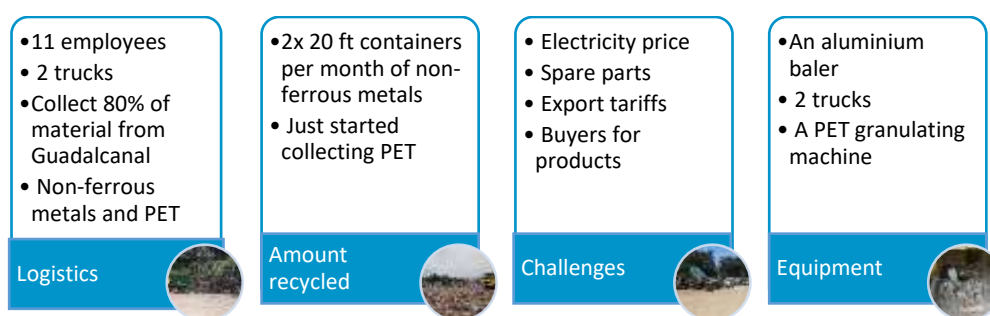 •11 employees
• 2 trucks
•Collect 80% of
material from
Guadalcanal
• Non-ferrous
metals and PET
Logistics
•2x 20 ft containers
per month of non-
ferrous metals
• Just started
collecting PET
Amount
recycled
• Electricity price
• Spare parts
• Export tariffs
• Buyers for
products
Challenges
•An aluminium
baler
• 2 trucks
• A PET granulating
machine
Equipment